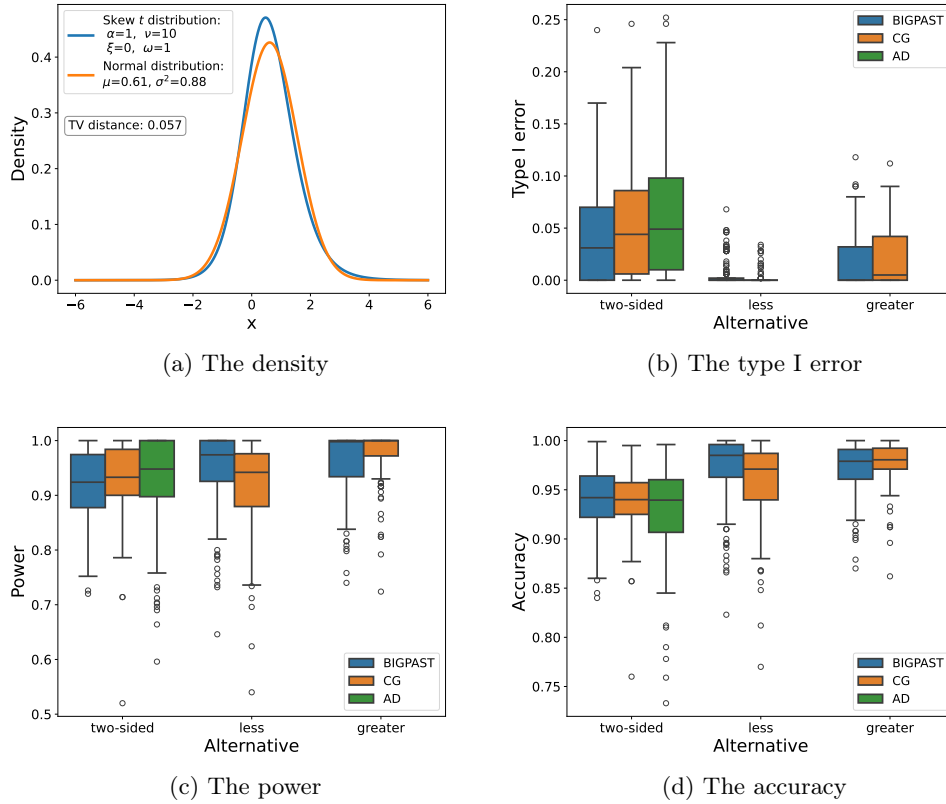 Skew t distribution:
α=1, ν=10
ξ=0, ω=1
Normal distribution:
μ=0.61, σ²=0.88
TV distance: 0.057
Density
0.4
0.3
0.2
0.1
0.0
−6 −4 −2 0 2 4 6
x
(a) The density
BIGPAST
CG
AD
Type I error
0.25
0.20
0.15
0.10
0.05
0.00
two-sided less greater
Alternative
(b) The type I error
Power
1.0
0.9
0.8
0.7
0.6
0.5
BIGPAST
CG
AD
two-sided less greater
Alternative
(c) The power
Accuracy
1.00
0.95
0.90
0.85
0.80
0.75
BIGPAST
CG
AD
two-sided less greater
Alternative
(d) The accuracy